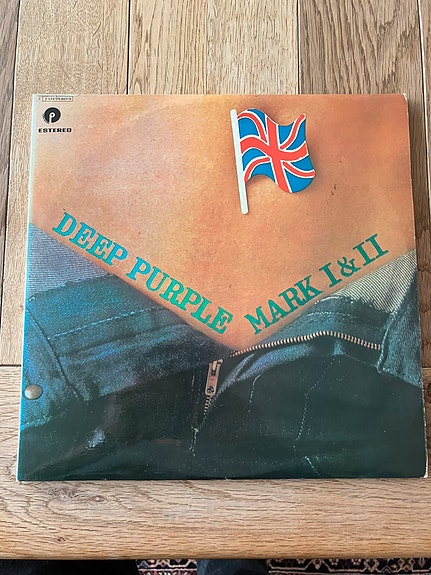 P
ESTEREO
DEEP PURPLE
MARK I & II